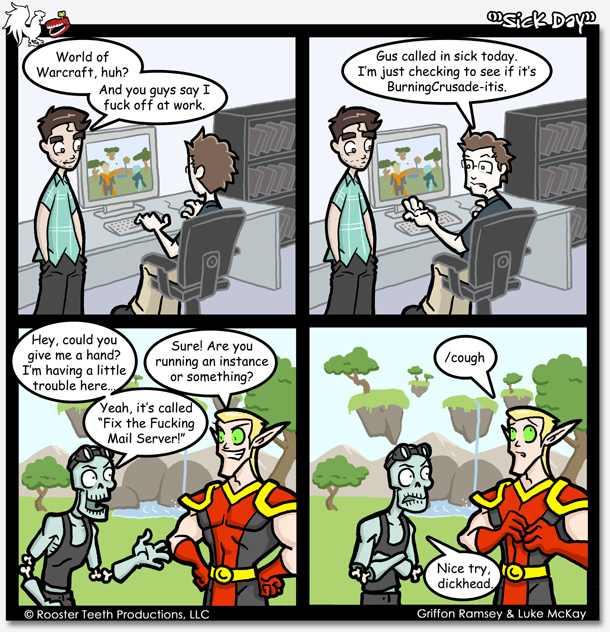 "Sick Day"
World of
Warcraft, huh?
And you guys say I
fuck off at work.
Gus called in sick today.
I'm just checking to see if it's
BurningCrusade-itis.
Hey, could you
give me a hand?
I'm having a little
trouble here...
Sure! Are you
running an instance
or something?
Yeah, it's called
"Fix the Fucking
Mail Server!"
/cough
Nice try,
dickhead.
© Rooster Teeth Productions, LLC
Griffon Ramsey & Luke McKay